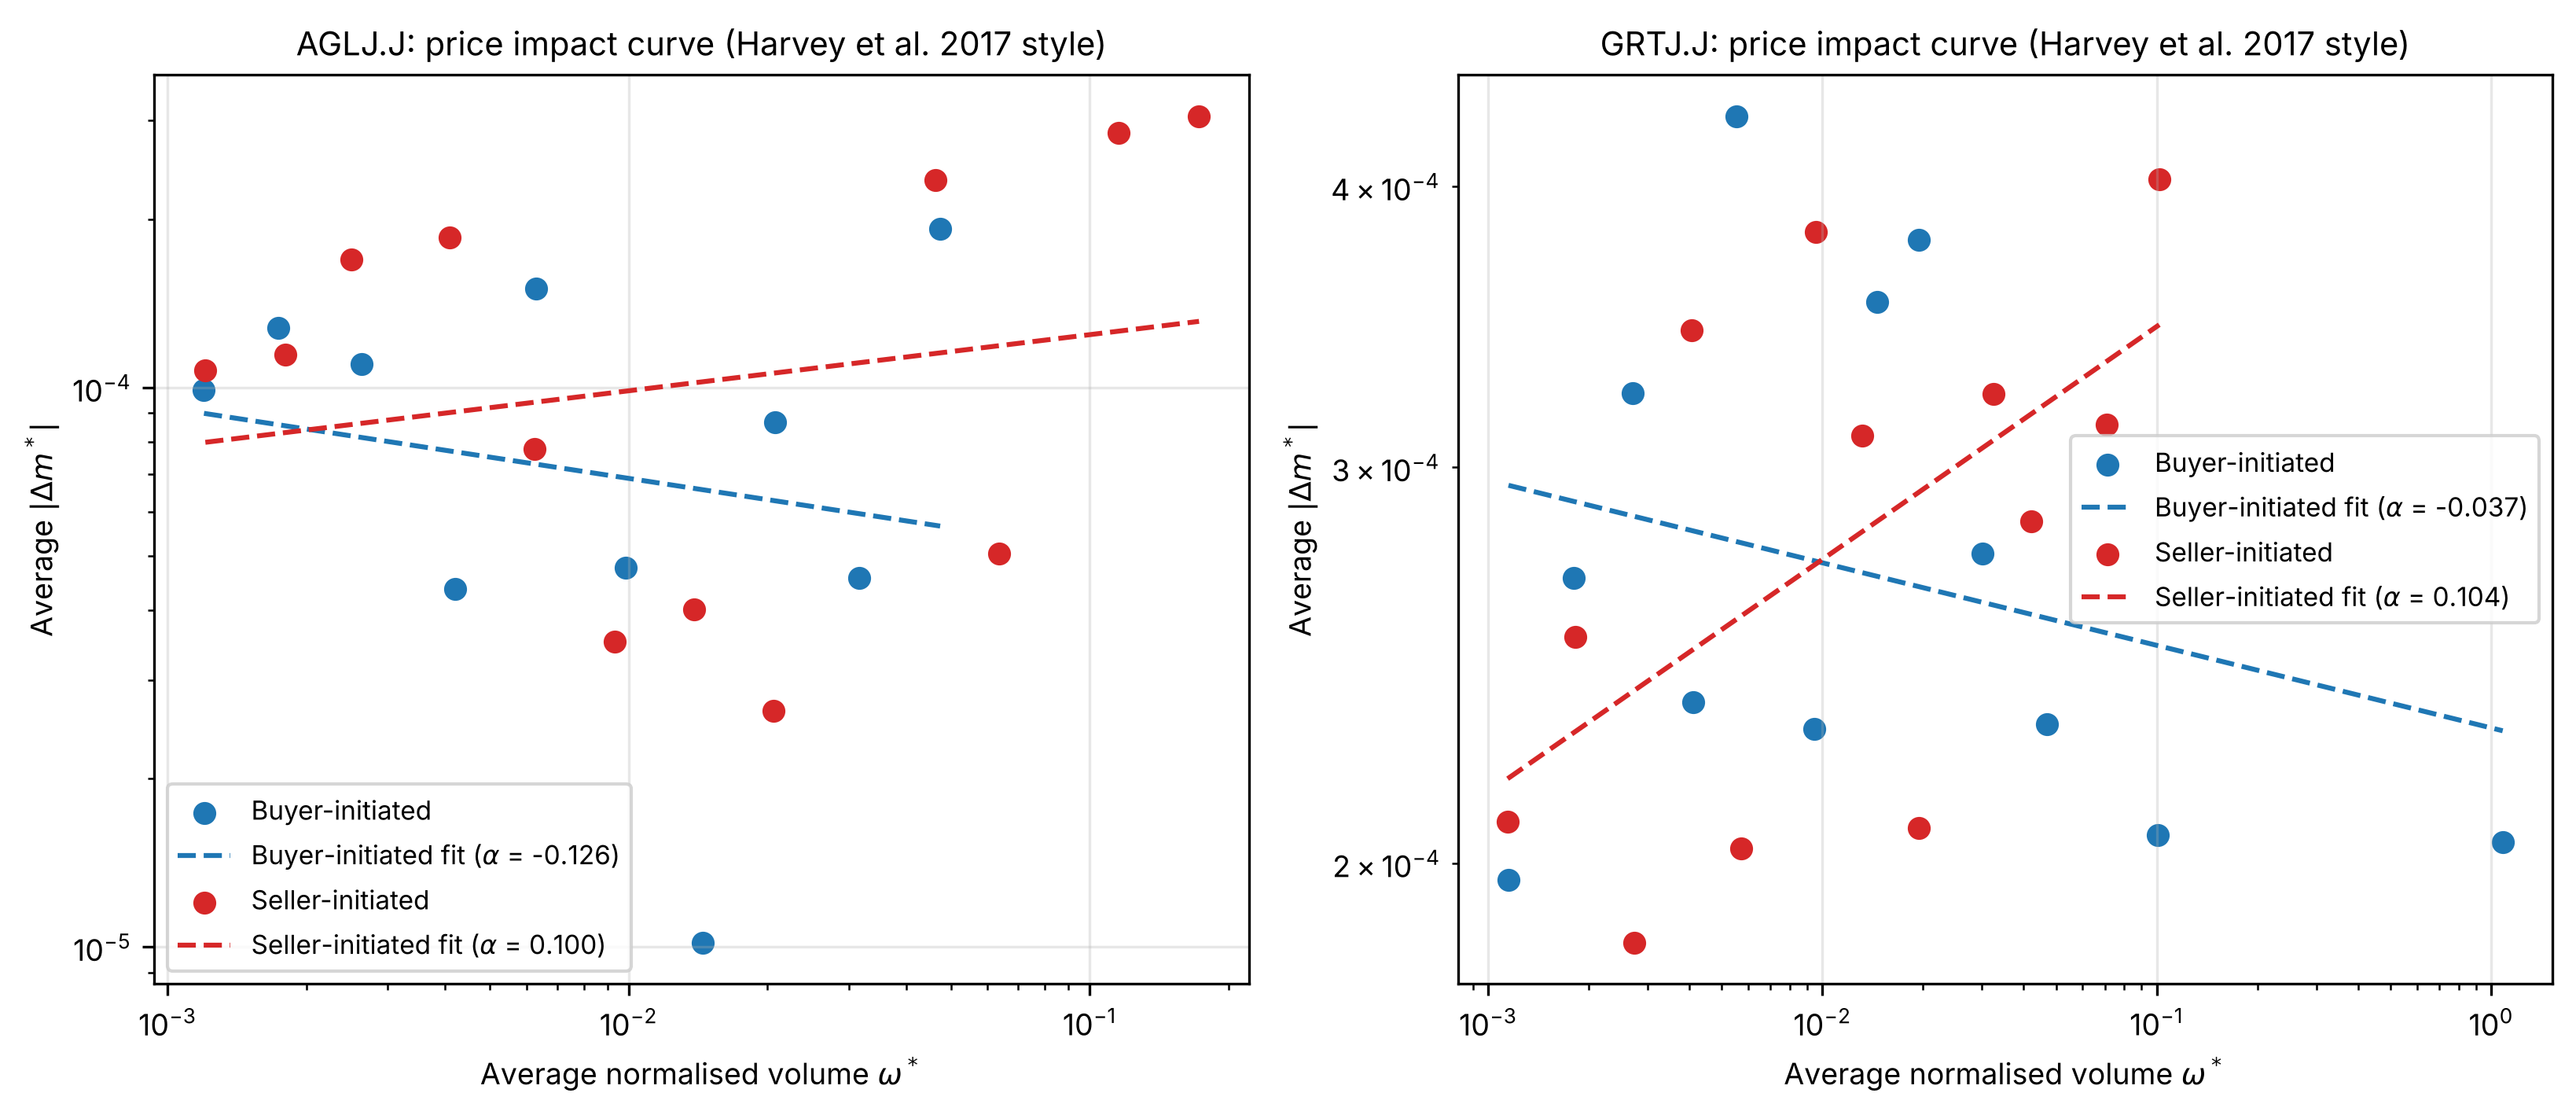 AGLJ.J: price impact curve (Harvey et al. 2017 style)
Average |Δm*|
10⁻⁴
10⁻⁵
Buyer-initiated
Buyer-initiated fit (α = -0.126)
Seller-initiated
Seller-initiated fit (α = 0.100)
10⁻³ 10⁻² 10⁻¹
Average normalised volume ω*
GRTJ.J: price impact curve (Harvey et al. 2017 style)
Average |Δm*|
4 × 10⁻⁴
3 × 10⁻⁴
2 × 10⁻⁴
Buyer-initiated
Buyer-initiated fit (α = -0.037)
Seller-initiated
Seller-initiated fit (α = 0.104)
10⁻³ 10⁻² 10⁻¹ 10⁰
Average normalised volume ω*